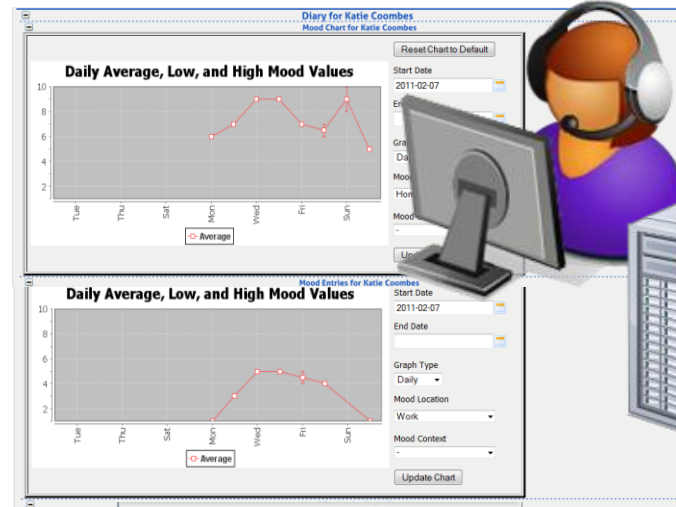 Diary for Katie Coombes
Mood Chart for Katie Coombes
Reset Chart to Default
Daily Average, Low, and High Mood Values
Start Date
2011-02-07
10
8
6
4
2
Tue
Thu
Sat
Mon
Wed
Fri
Sun
Average
Mood Entries for Katie Coombes
Daily Average, Low, and High Mood Values
Start Date
2011-02-07
End Date
10
8
6
4
2
Graph Type
Daily
Mood Location
Work
Mood Context
-
Tue
Thu
Sat
Mon
Wed
Fri
Sun
Average
Update Chart